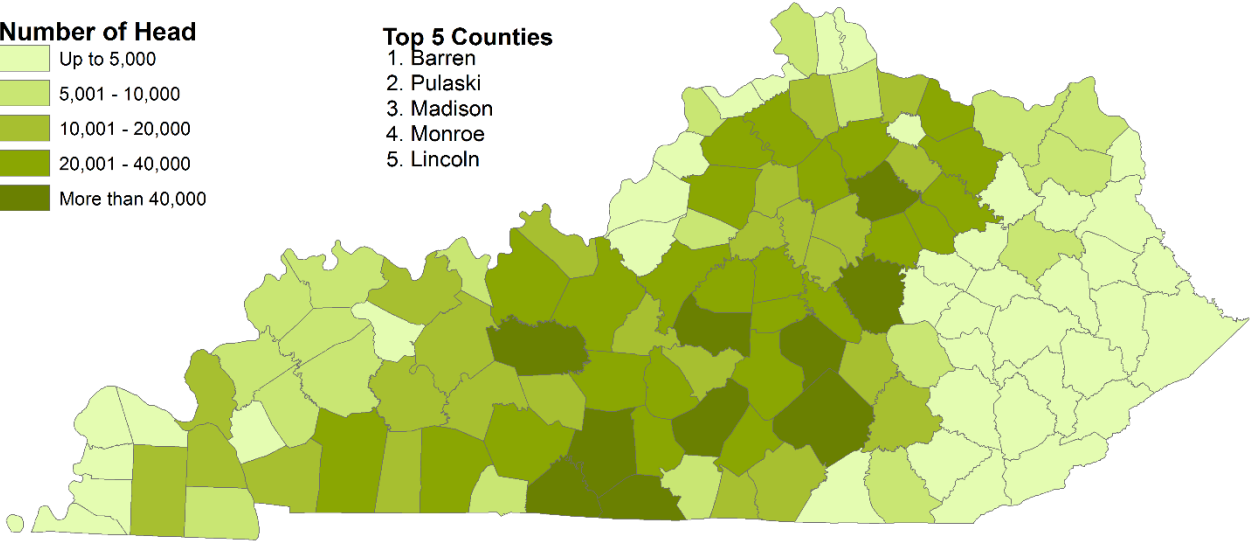 Number of Head
Up to 5,000
5,001 - 10,000
10,001 - 20,000
20,001 - 40,000
More than 40,000
Top 5 Counties
1. Barren
2. Pulaski
3. Madison
4. Monroe
5. Lincoln